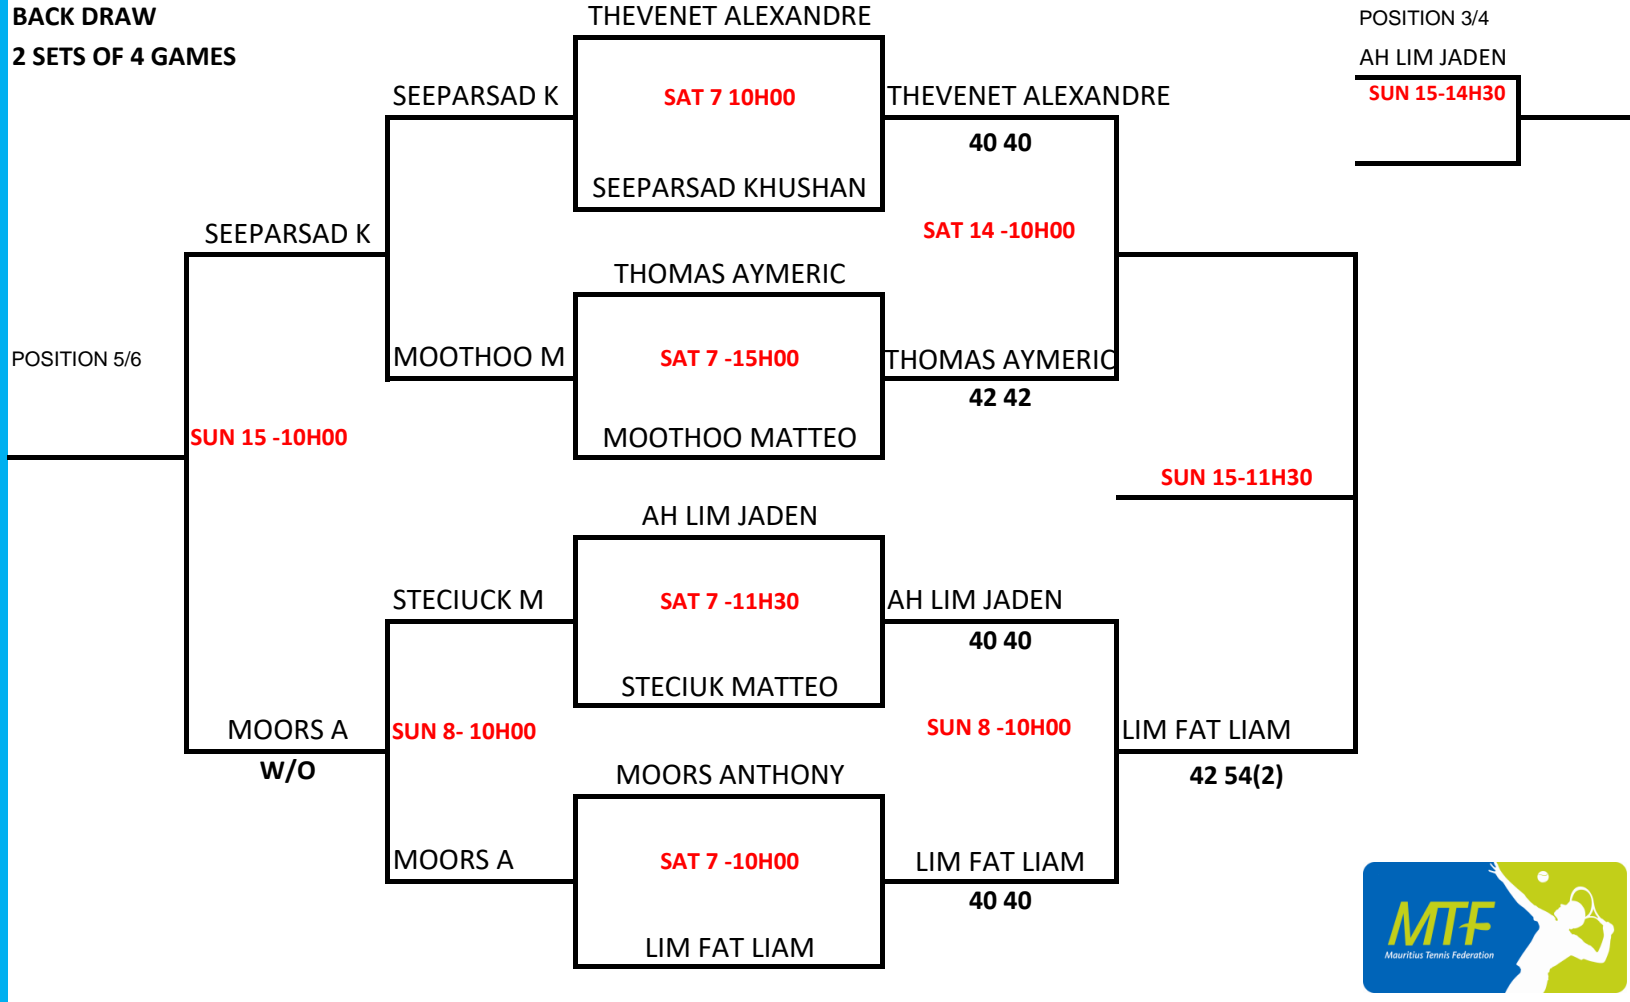 BACK DRAW
THEVENET ALEXANDRE
POSITION 3/4
2 SETS OF 4 GAMES
AH LIM JADEN
SEEPARSAD K
SAT 7 10H00
THEVENET ALEXANDRE
SUN 15-14H30
40 40
SEEPARSAD KHUSHAN
SEEPARSAD K
SAT 14 -10H00
THOMAS AYMERIC
POSITION 5/6
MOOTHOO M
SAT 7 -15H00
THOMAS AYMERIC
42 42
SUN 15 -10H00
MOOTHOO MATTEO
SUN 15-11H30
AH LIM JADEN
STECIUCK M
SAT 7 -11H30
AH LIM JADEN
40 40
STECIUK MATTEO
MOORS A
SUN 8- 10H00
SUN 8 -10H00
LIM FAT LIAM
W/O
MOORS ANTHONY
42 54(2)
MOORS A
SAT 7 -10H00
LIM FAT LIAM
40 40
LIM FAT LIAM
MTF
Mauritius Tennis Federation